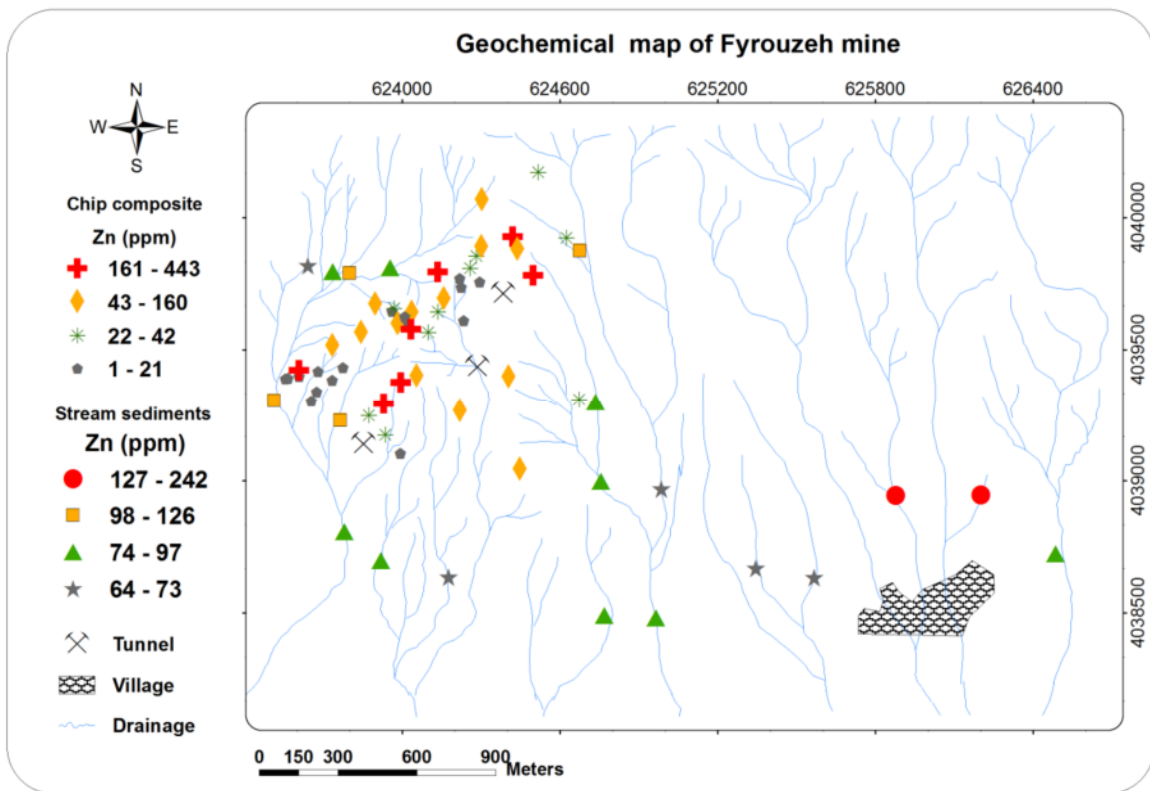 Geochemical map of Fyrouzeh mine
624000 624600 625200 625800 626400
N
W E
S
4040000
4039500
4039000
4038500
Chip composite
Zn (ppm)
161 - 443
43 - 160
22 - 42
1 - 21
Stream sediments
Zn (ppm)
127 - 242
98 - 126
74 - 97
64 - 73
Tunnel
Village
Drainage
0 150 300 600 900
Meters